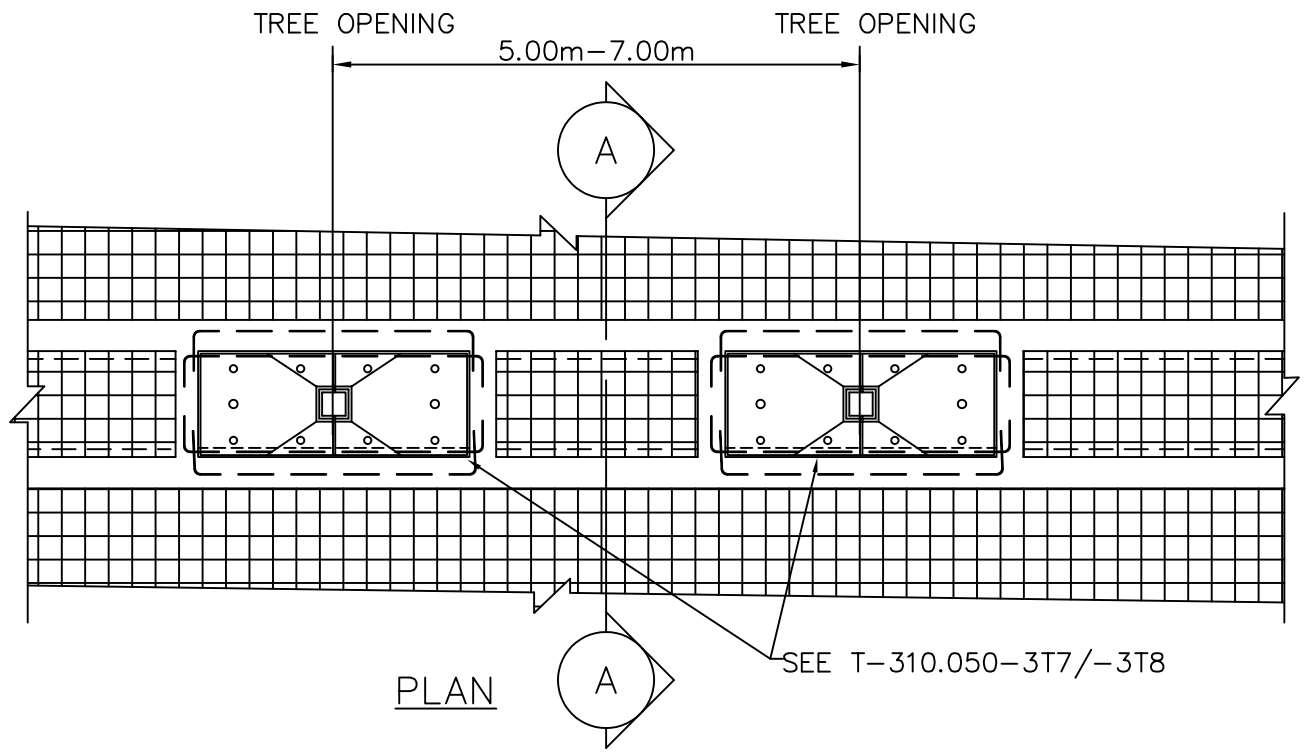 TREE OPENING
TREE OPENING
5.00m-7.00m
A
SEE T-310.050-3T7/-3T8
A
PLAN